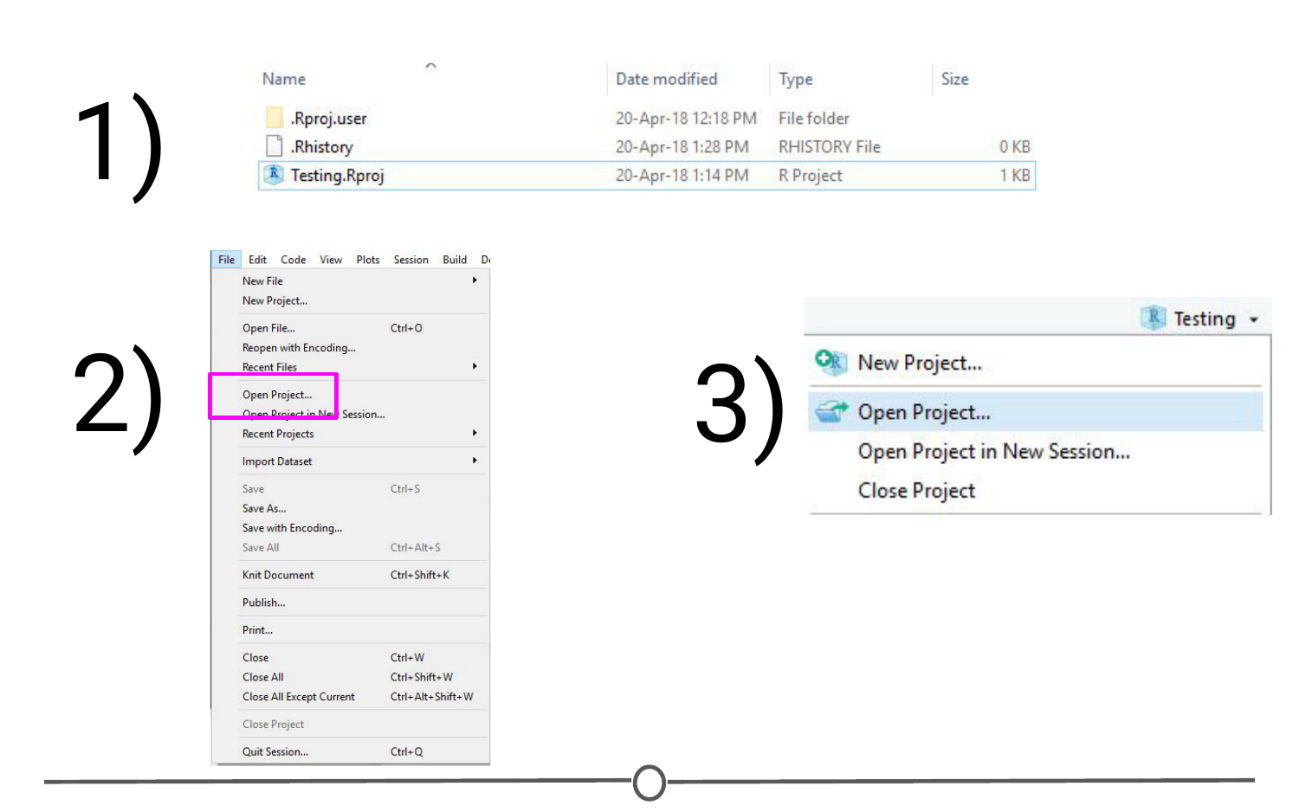 1)
Name Date modified Type Size
.Rproj.user 20-Apr-18 12:18 PM File folder
.Rhistory 20-Apr-18 1:28 PM RHISTORY File 0 KB
Testing.Rproj 20-Apr-18 1:14 PM R Project 1 KB
2)
File Edit Code View Plots Session Build
New File
New Project...
Open File... Ctrl+O
Reopen with Encoding...
Recent Files
Open Project...
Open Project in New Session...
Recent Projects
Import Dataset
Save Ctrl+S
Save As...
Save with Encoding...
Save All Ctrl+Alt+S
Knit Document Ctrl+Shift+K
Publish...
Print...
Close Ctrl+W
Close All Ctrl+Shift+W
Close All Except Current Ctrl+Alt+Shift+W
Close Project
Quit Session... Ctrl+Q
3)
R Testing
R New Project...
Open Project...
Open Project in New Session...
Close Project